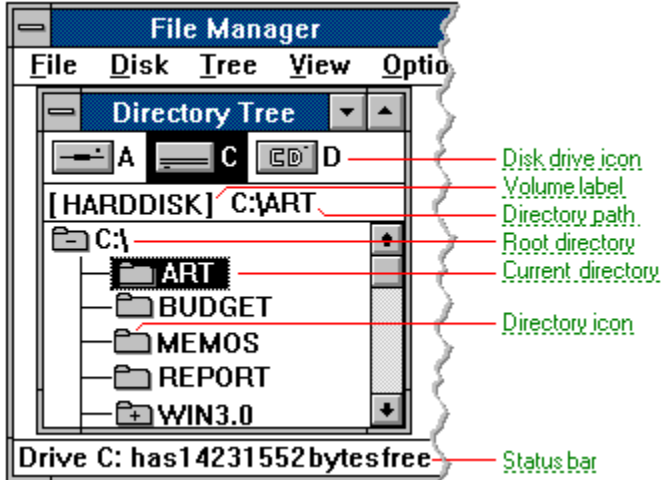 File Manager
File Disk Tree View Optio
Directory Tree
A C CD D
Disk drive icon
Volume label
[HARDDISK] C:\ART
Directory path
C:\
Root directory
ART
Current directory
BUDGET
Directory icon
MEMOS
REPORT
WIN3.0
Drive C: has14231552bytesfree
Status bar